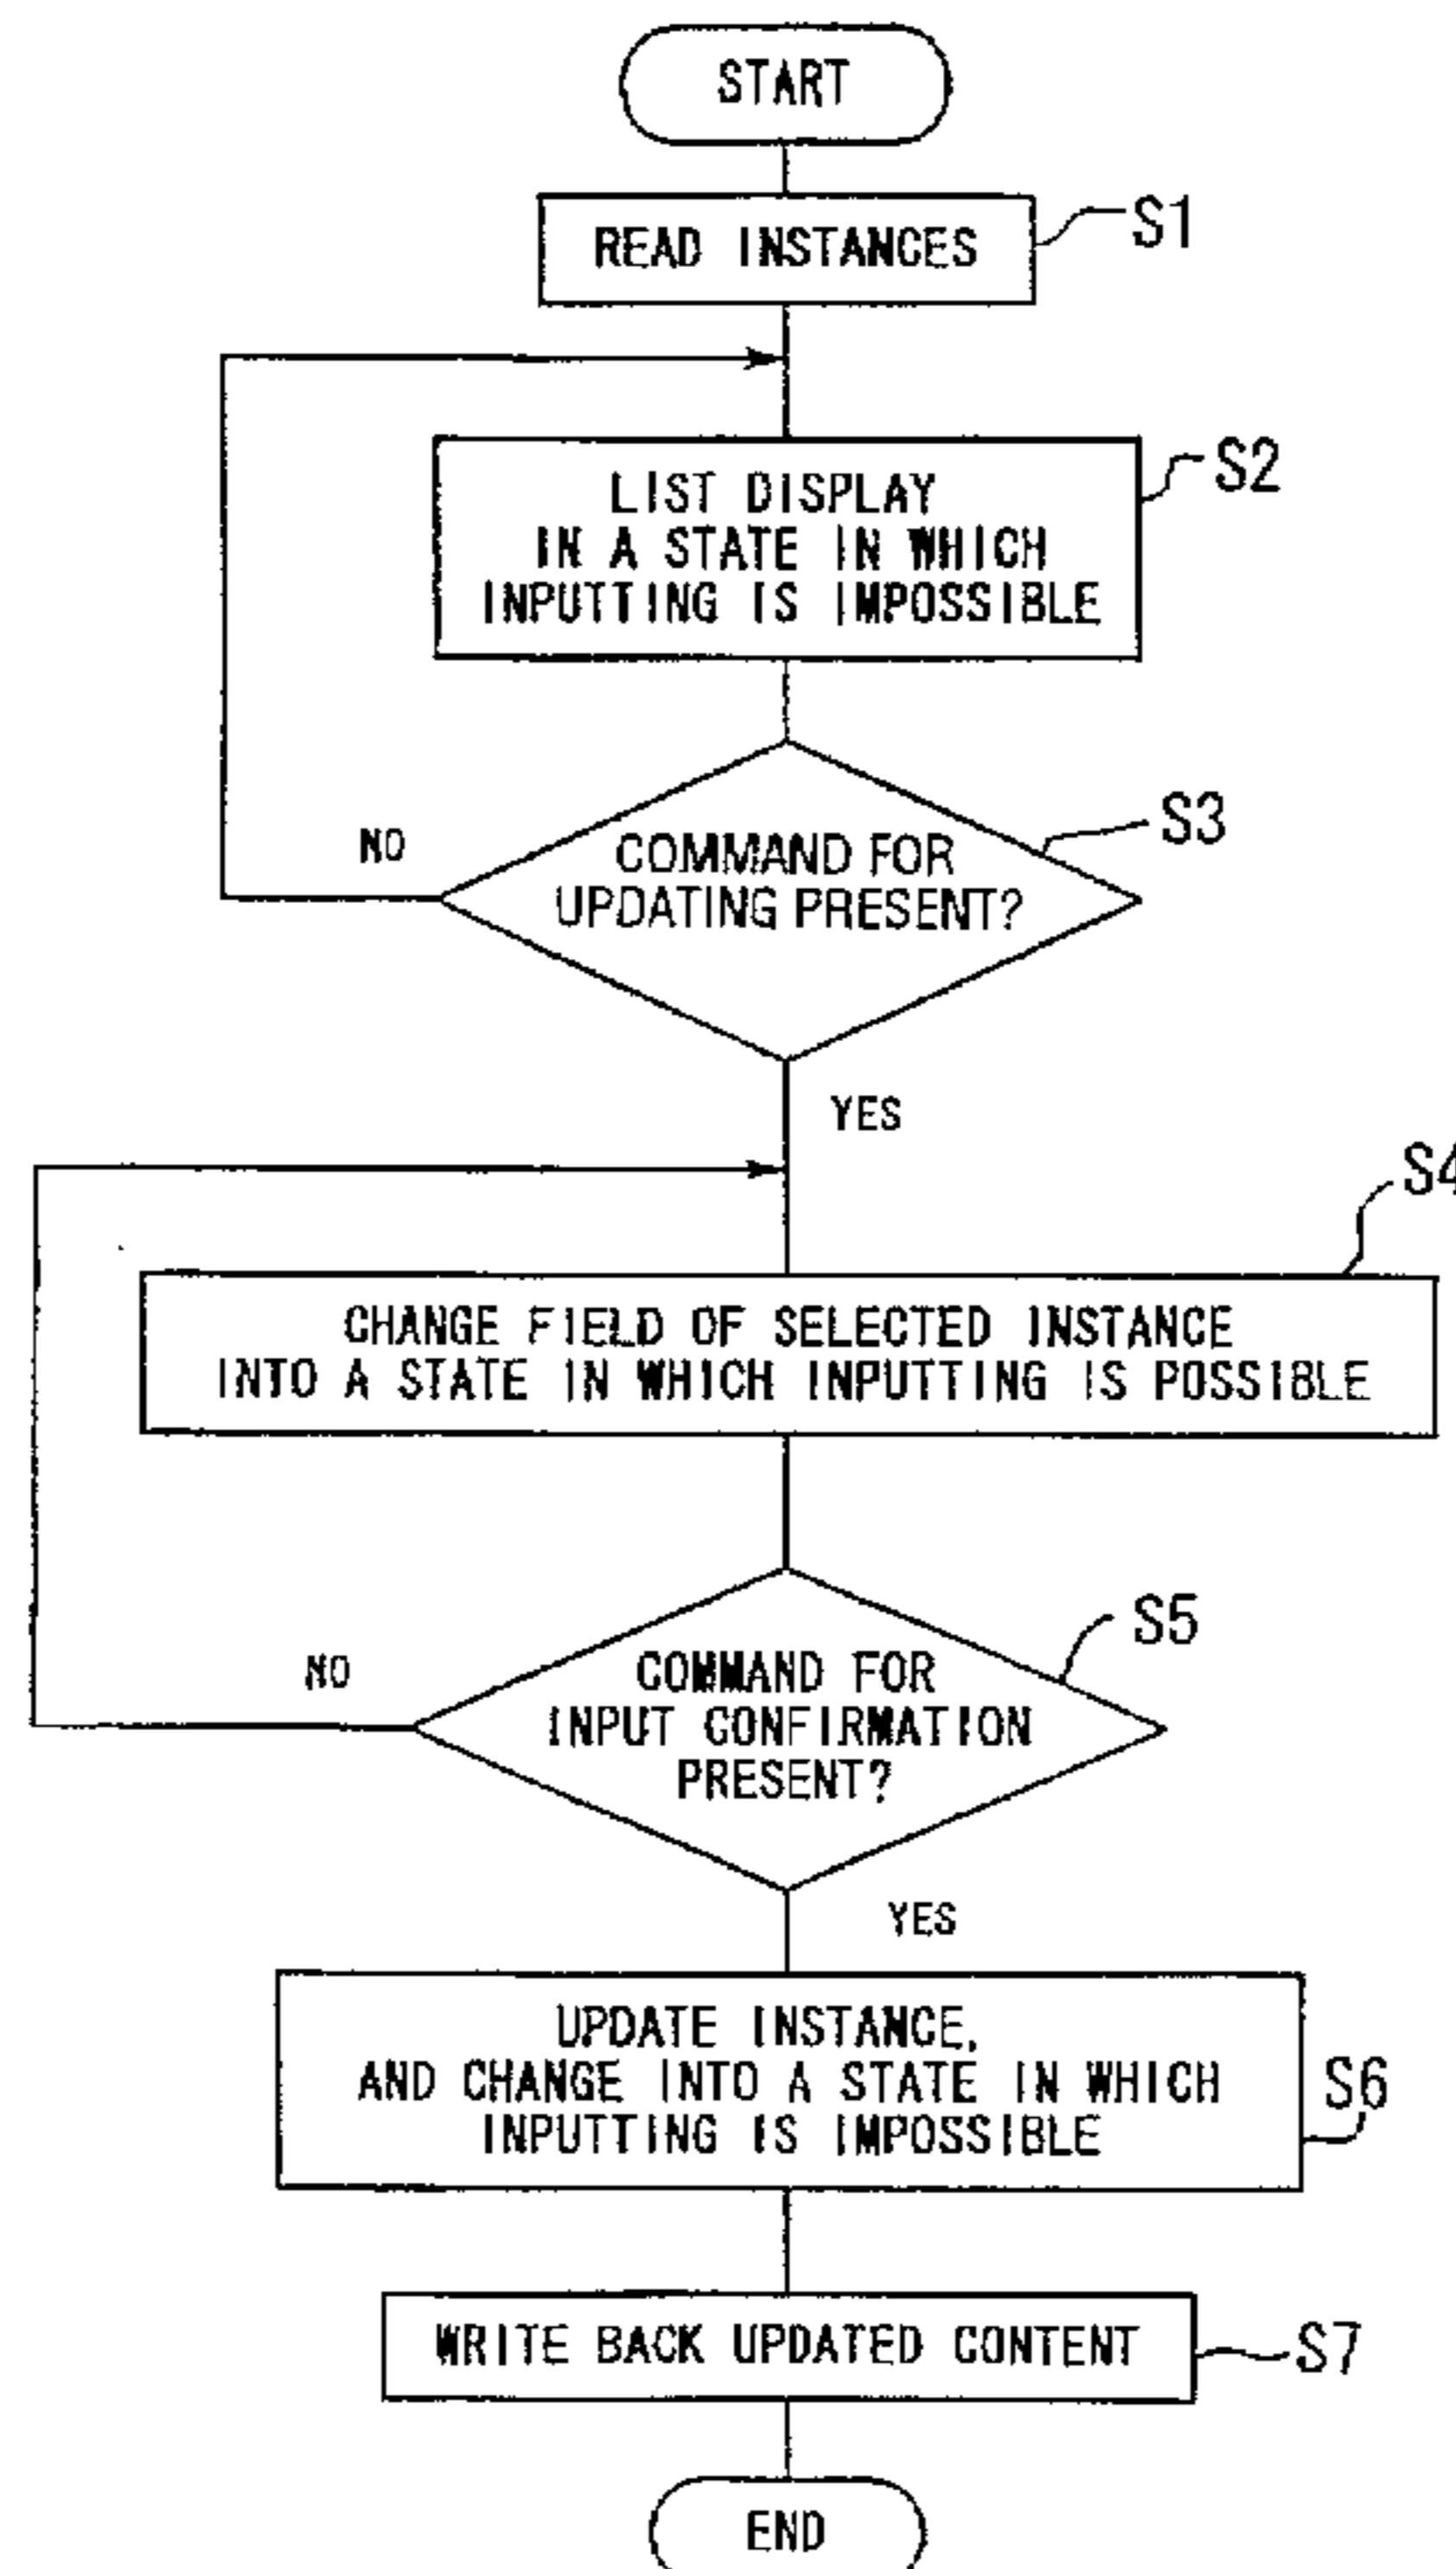 START
READ INSTANCES
S1
LIST DISPLAY
IN A STATE IN WHICH
INPUTTING IS IMPOSSIBLE
S2
COMMAND FOR
UPDATING PRESENT?
S3
NO
YES
S4
CHANGE FIELD OF SELECTED INSTANCE
INTO A STATE IN WHICH INPUTTING IS POSSIBLE
COMMAND FOR
INPUT CONFIRMATION
PRESENT?
S5
NO
YES
UPDATE INSTANCE,
AND CHANGE INTO A STATE IN WHICH
INPUTTING IS IMPOSSIBLE
S6
WRITE BACK UPDATED CONTENT
S7
END